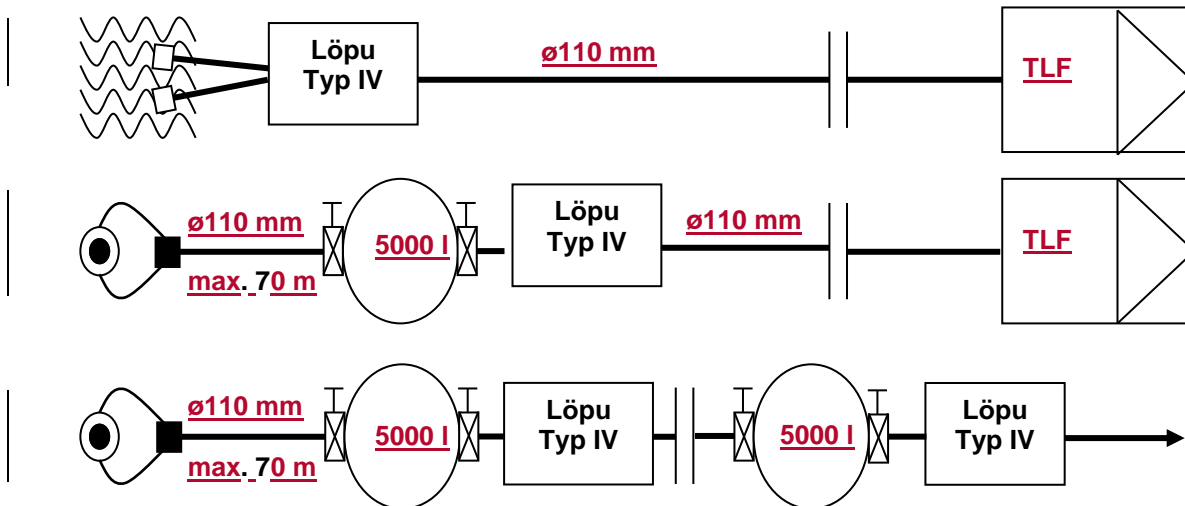 Löpu
Typ IV
ø110 mm
TLF
ø110 mm
max. 70 m
5000 l
Löpu
Typ IV
ø110 mm
TLF
ø110 mm
max. 70 m
5000 l
Löpu
Typ IV
5000 l
Löpu
Typ IV